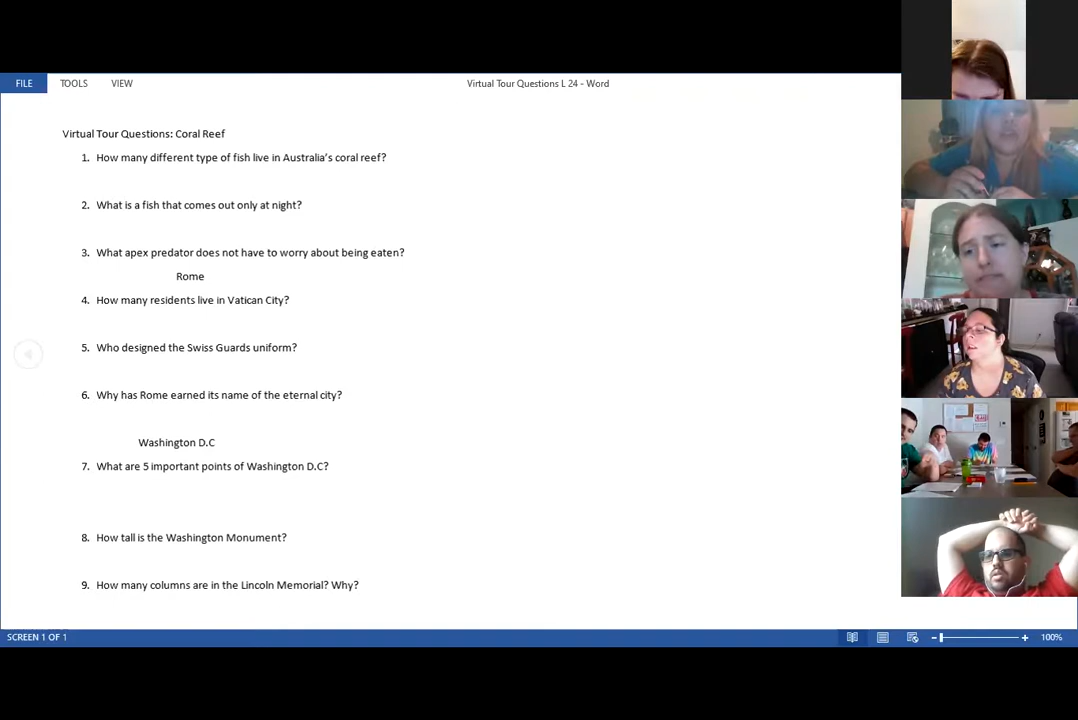 FILE TOOLS VIEW Virtual Tour Questions L 24 - Word
Virtual Tour Questions: Coral Reef
1. How many different type of fish live in Australia's coral reef?
2. What is a fish that comes out only at night?
3. What apex predator does not have to worry about being eaten?
Rome
4. How many residents live in Vatican City?
5. Who designed the Swiss Guards uniform?
6. Why has Rome earned its name of the eternal city?
Washington D.C
7. What are 5 important points of Washington D.C?
8. How tall is the Washington Monument?
9. How many columns are in the Lincoln Memorial? Why?
SCREEN 1 OF 1 100%